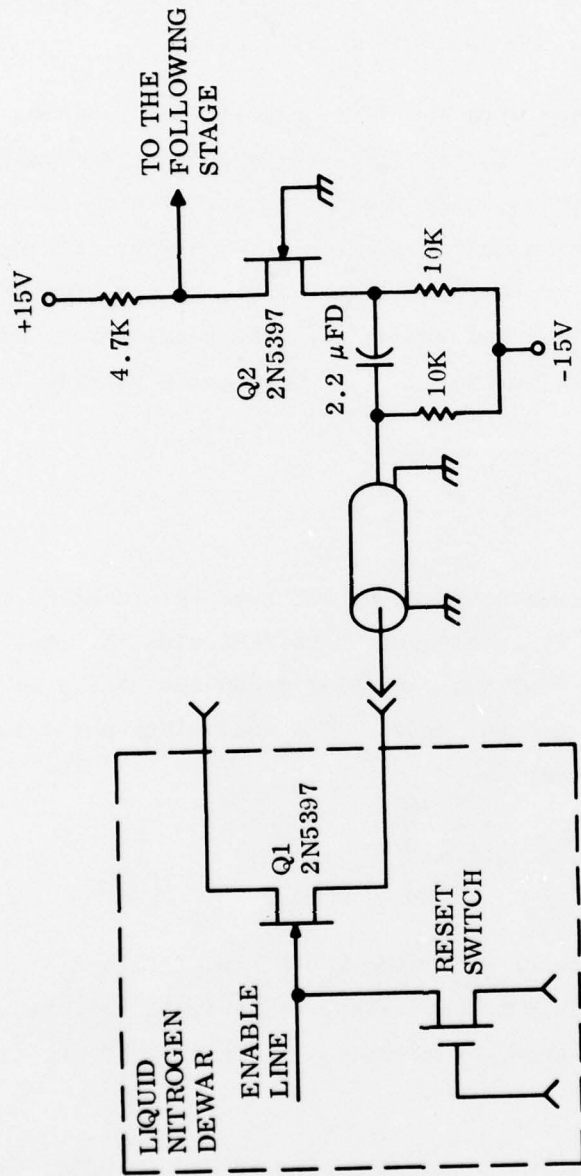 LIQUID
NITROGEN
DEWAR
ENABLE
LINE
Q1
2N5397
RESET
SWITCH
+15V
4.7K
TO THE
FOLLOWING
STAGE
Q2
2N5397
2.2 μFD
10K
10K
-15V